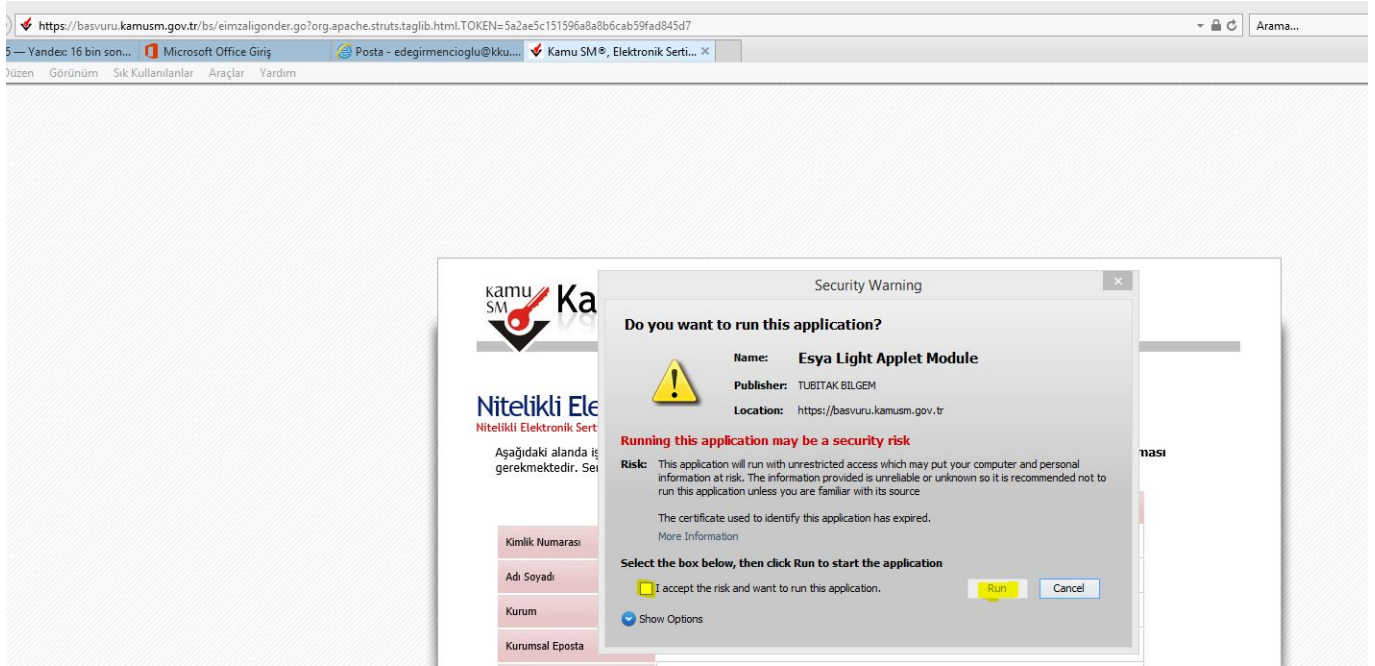 https://basvuru.kamusm.gov.tr/bs/eimzaligonder.go?org.apache.struts.taglib.html.TOKEN=5a2ae5c151596a8a8b6cab59fad845d7
Arama...
5 — Yandex: 16 bin son... Microsoft Office Giriş Posta - edegirmencioglu@kku.... Kamu SM®, Elektronik Serti... ×
Düzen Görünüm Sık Kullanılanlar Araçlar Yardım
Security Warning
kamu
SM
Ka
Do you want to run this application?
Name: Esya Light Applet Module
Publisher: TUBITAK BILGEM
Location: https://basvuru.kamusm.gov.tr
Nitelikli Ele
Nitelikli Elektronik Sert
Running this application may be a security risk
Aşağıdaki alanda iş
ması
gerekmektedir. Ser
Risk: This application will run with unrestricted access which may put your computer and personal
information at risk. The information provided is unreliable or unknown so it is recommended not to
run this application unless you are familiar with its source
The certificate used to identify this application has expired.
More Information
Select the box below, then click Run to start the application
I accept the risk and want to run this application.
Run Cancel
Show Options
Kimlik Numarası
Adı Soyadı
Kurum
Kurumsal Eposta